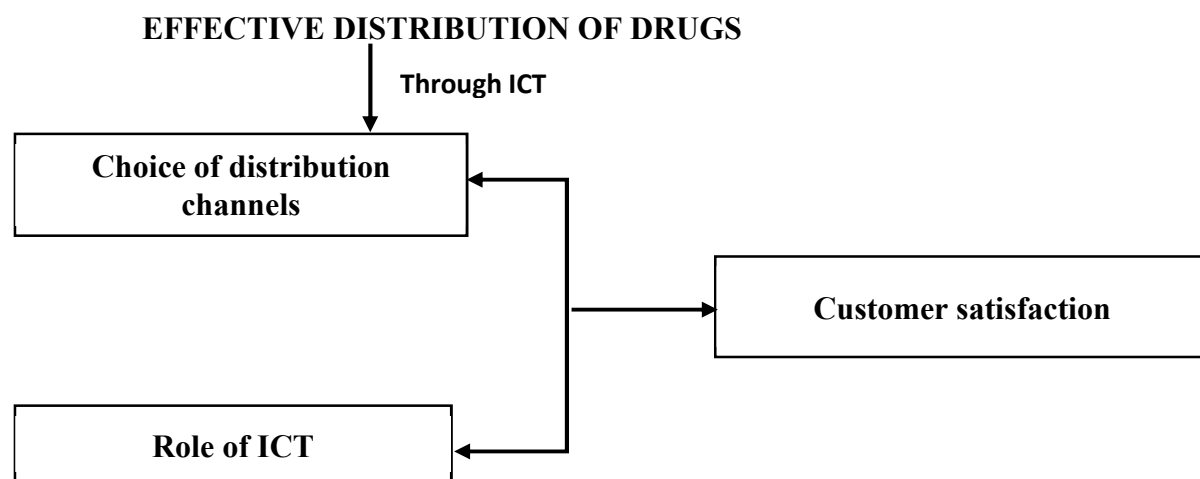 EFFECTIVE DISTRIBUTION OF DRUGS
Through ICT
Choice of distribution
channels
Customer satisfaction
Role of ICT